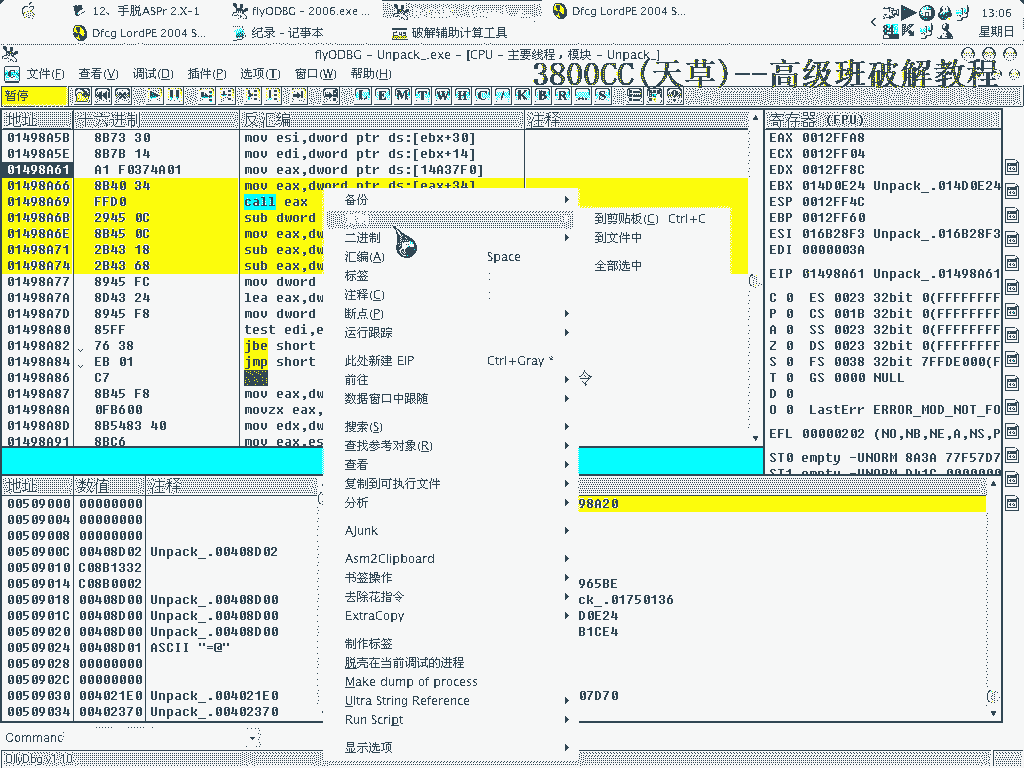 12、手脱ASPr 2.X-1
flyODBG - 2006.exe ...
Dfcg LordPE 2004 S...
13:06
Dfcg LordPE 2004 S...
纪录 - 记事本
破解辅助计算工具
星期日
flyODBG - Unpack_.exe - [CPU - 主要线程，模块 - Unpack_]
文件(F) 查看(V) 调试(D) 插件(P) 选项(T) 窗口(W) 帮助(H)
3800CC(天草)--高级班破解教程
暂停
L E M T W H C / K B R ... S
地址 十六进制 反汇编 注释
01498A5B 8B73 30 mov esi,dword ptr ds:[ebx+30]
01498A5E 8B7B 14 mov edi,dword ptr ds:[ebx+14]
01498A61 A1 F0374A01 mov eax,dword ptr ds:[14A37F0]
01498A66 8B40 34 mov eax,dword ptr ds:[eax+34]
01498A69 FFD0 call eax
01498A6B 2945 0C sub dword
01498A6E 8B45 0C mov eax,dw
01498A71 2B43 18 sub eax,dw
01498A74 2B43 68 sub eax,dw
01498A77 8945 FC mov dword
01498A7A 8D43 24 lea eax,dw
01498A7D 8945 F8 mov dword
01498A80 85FF test edi,e
01498A82 76 38 jbe short
01498A84 EB 01 jmp short
01498A86 C7
01498A87 8B45 F8 mov eax,dw
01498A8A 0FB600 movzx eax,
01498A8D 8B5483 40 mov edx,dw
01498A91 8BC6 mov eax,es
寄存器 (FPU)
EAX 0012FFA8
ECX 0012FF04
EDX 0012FF8C
EBX 014D0E24 Unpack_.014D0E24
ESP 0012FF4C
EBP 0012FF60
ESI 016B28F3 Unpack_.016B28F3
EDI 0000003A
EIP 01498A61 Unpack_.01498A61
C 0 ES 0023 32bit 0(FFFFFFFF
P 0 CS 001B 32bit 0(FFFFFFFF
A 0 SS 0023 32bit 0(FFFFFFFF
Z 0 DS 0023 32bit 0(FFFFFFFF
S 0 FS 0038 32bit 7FFDE000(F
T 0 GS 0000 NULL
D 0
O 0 LastErr ERROR_MOD_NOT_FO
EFL 00000202 (NO,NB,NE,A,NS,P
ST0 empty -UNORM 8A3A 77F57D7
ST1 empty -UNORM D41C 0000000
备份
二进制
汇编(A) Space
标签 :
注释(C) ;
断点(P)
运行跟踪
此处新建 EIP Ctrl+Gray *
前往
数据窗口中跟随
搜索(S)
查找参考对象(R)
查看
复制到可执行文件
分析
AJunk
Asm2Clipboard
书签操作
去除花指令
ExtraCopy
制作标签
脱壳在当前调试的进程
Make dump of process
Ultra String Reference
Run Script
显示选项
到剪贴板(C) Ctrl+C
到文件中
全部选中
令
地址 数值 注释
00509000 00000000
00509004 00000000
00509008 00000000
0050900C 00408D02 Unpack_.00408D02
00509010 C08B1332
00509014 C08B0002
00509018 00408D00 Unpack_.00408D00
0050901C 00408D00 Unpack_.00408D00
00509020 00408D00 Unpack_.00408D00
00509024 00408D01 ASCII "=@"
00509028 00000000
0050902C 00000000
00509030 004021E0 Unpack_.004021E0
00509034 00402370 Unpack_.00402370
98A20
965BE
ck_.01750136
D0E24
B1CE4
07D70
Command